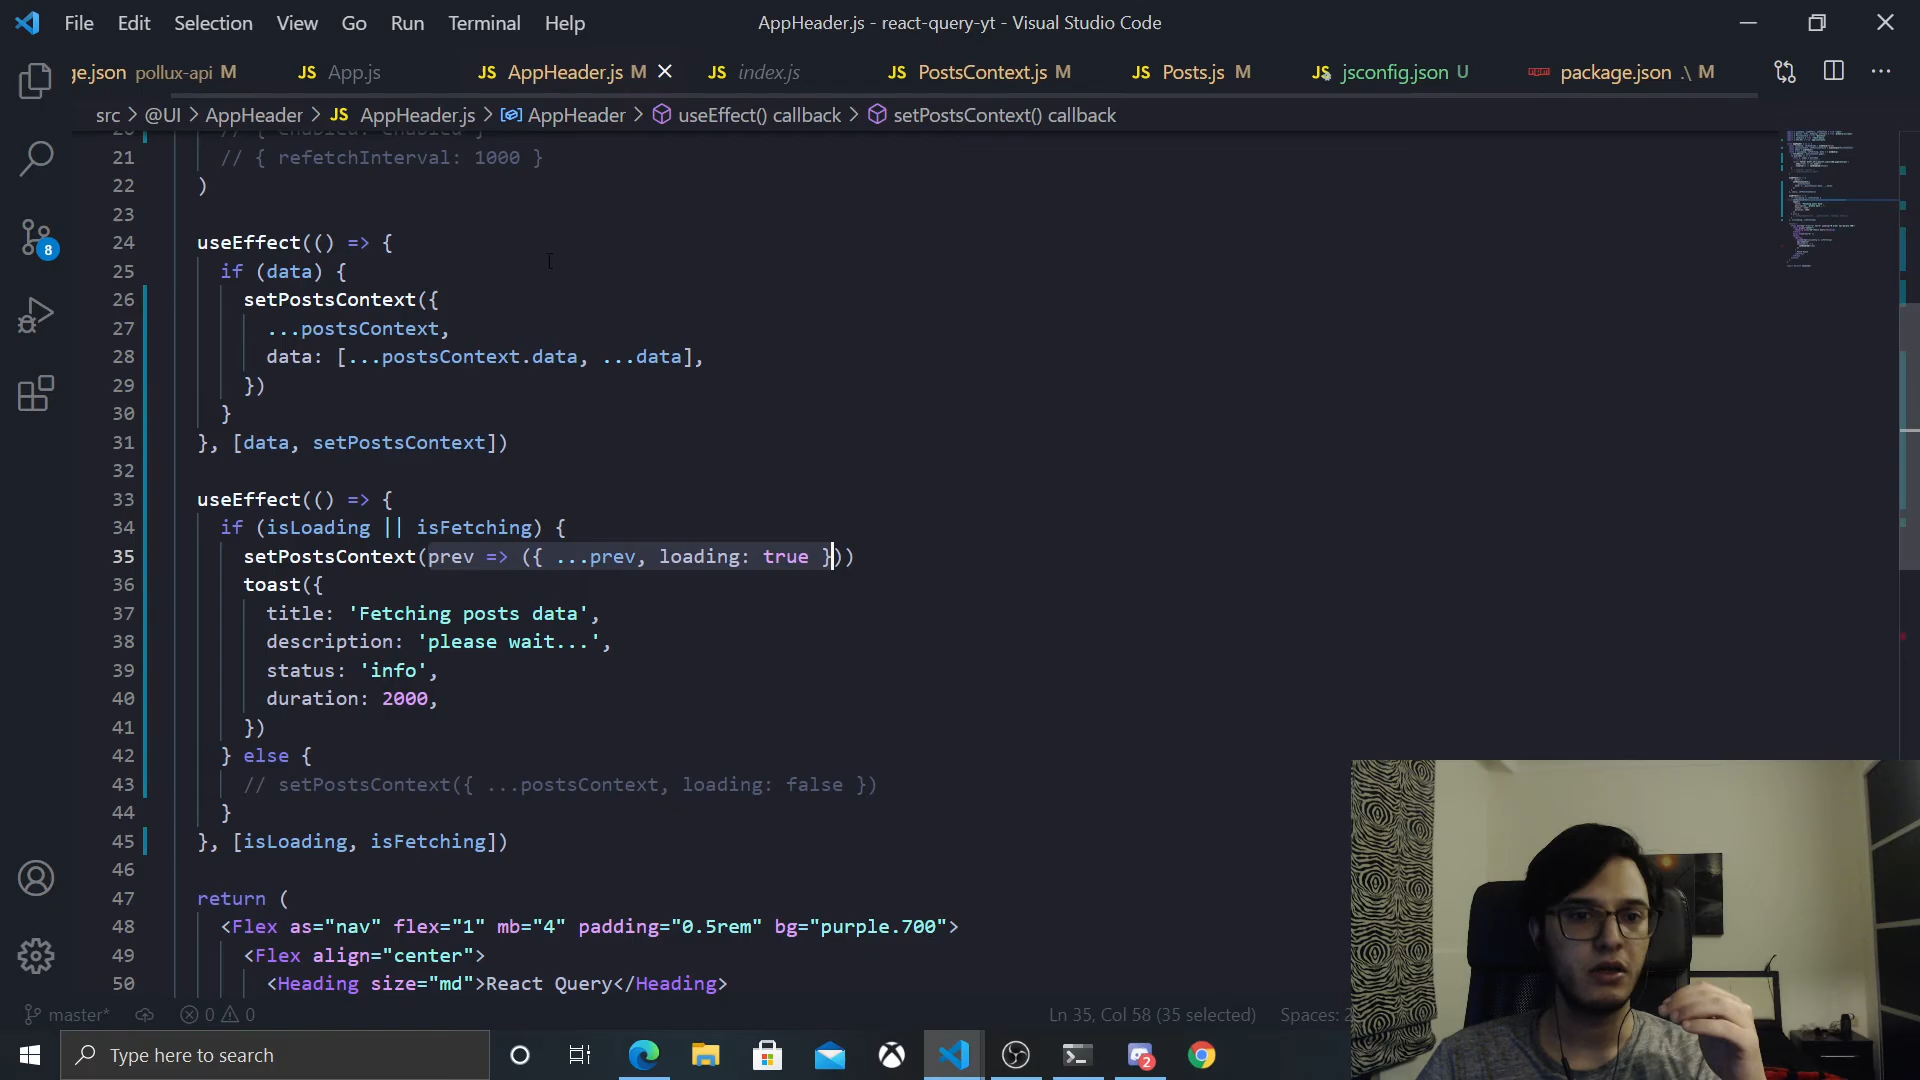 File Edit Selection View Go Run Terminal Help
AppHeader.js - react-query-yt - Visual Studio Code
ge.json pollux-api M
JS App.js
JS AppHeader.js M
JS index.js
JS PostsContext.js M
JS Posts.js M
JS jsconfig.json U
package.json .\ M
src > @UI > AppHeader > JS AppHeader.js > AppHeader > useEffect() callback > setPostsContext() callback
20 // { enabled: enabled }
21 // { refetchInterval: 1000 }
22 )
23
24 useEffect(() => {
25 if (data) {
26 setPostsContext({
27 ...postsContext,
28 data: [...postsContext.data, ...data],
29 })
30 }
31 }, [data, setPostsContext])
32
33 useEffect(() => {
34 if (isLoading || isFetching) {
35 setPostsContext(prev => ({ ...prev, loading: true }))
36 toast({
37 title: 'Fetching posts data',
38 description: 'please wait...',
39 status: 'info',
40 duration: 2000,
41 })
42 } else {
43 // setPostsContext({ ...postsContext, loading: false })
44 }
45 }, [isLoading, isFetching])
46
47 return (
48 <Flex as="nav" flex="1" mb="4" padding="0.5rem" bg="purple.700">
49 <Flex align="center">
50 <Heading size="md">React Query</Heading>
8
master* 0 0
Ln 35, Col 58 (35 selected) Spaces: 2
Type here to search
2